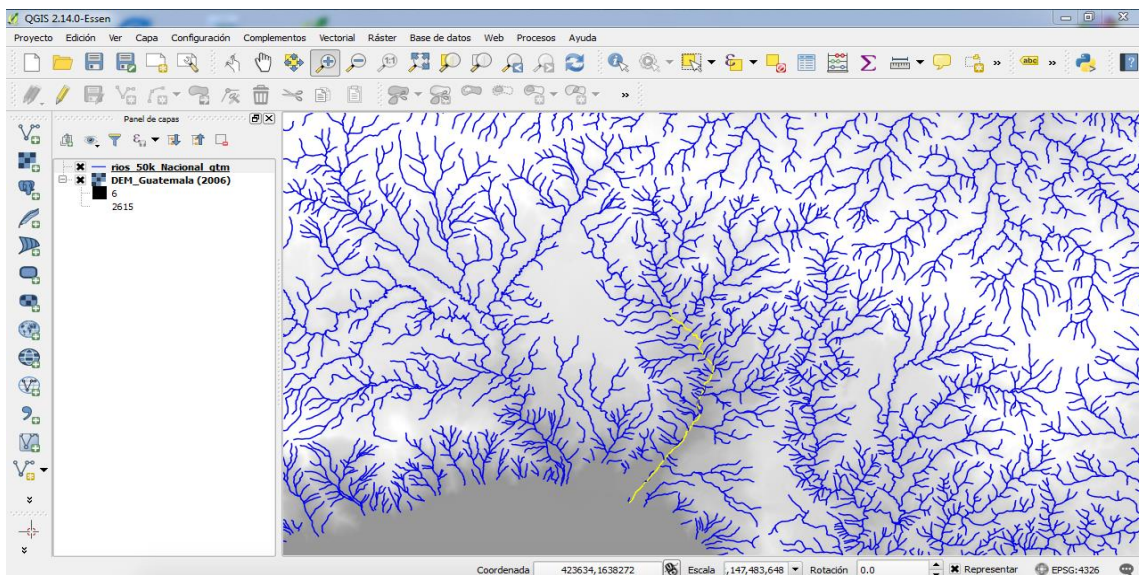 QGIS 2.14.0-Essen
Proyecto Edición Ver Capa Configuración Complementos Vectorial Ráster Base de datos Web Procesos Ayuda
abc
Panel de capas
rios_50k_Nacional_gtm
DEM_Guatemala (2006)
6
2615
Coordenada 423634,1638272 Escala ,147,483,648 Rotación 0.0 Representar EPSG:4326